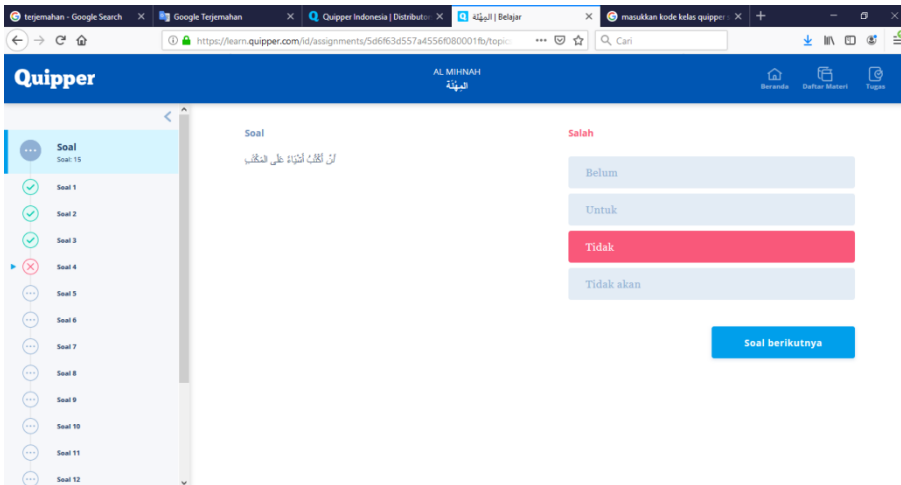 terjemahan - Google Search
Google Terjemahan
Quipper Indonesia | Distributor
المِهْنَة | Belajar
masukkan kode kelas quipper s
https://learn.quipper.com/id/assignments/5d6f63d557a4556f080001fb/topic
Cari
Quipper
AL MIHNAH
المِهْنَة
Beranda
Daftar Materi
Tugas
Soal
Soal: 15
Soal 1
Soal 2
Soal 3
Soal 4
Soal 5
Soal 6
Soal 7
Soal 8
Soal 9
Soal 10
Soal 11
Soal 12
Soal
أَكْتُبَ أَشْيَاءً عَلَى المَكْتَبِ
Salah
Belum
Untuk
Tidak
Tidak akan
Soal berikutnya